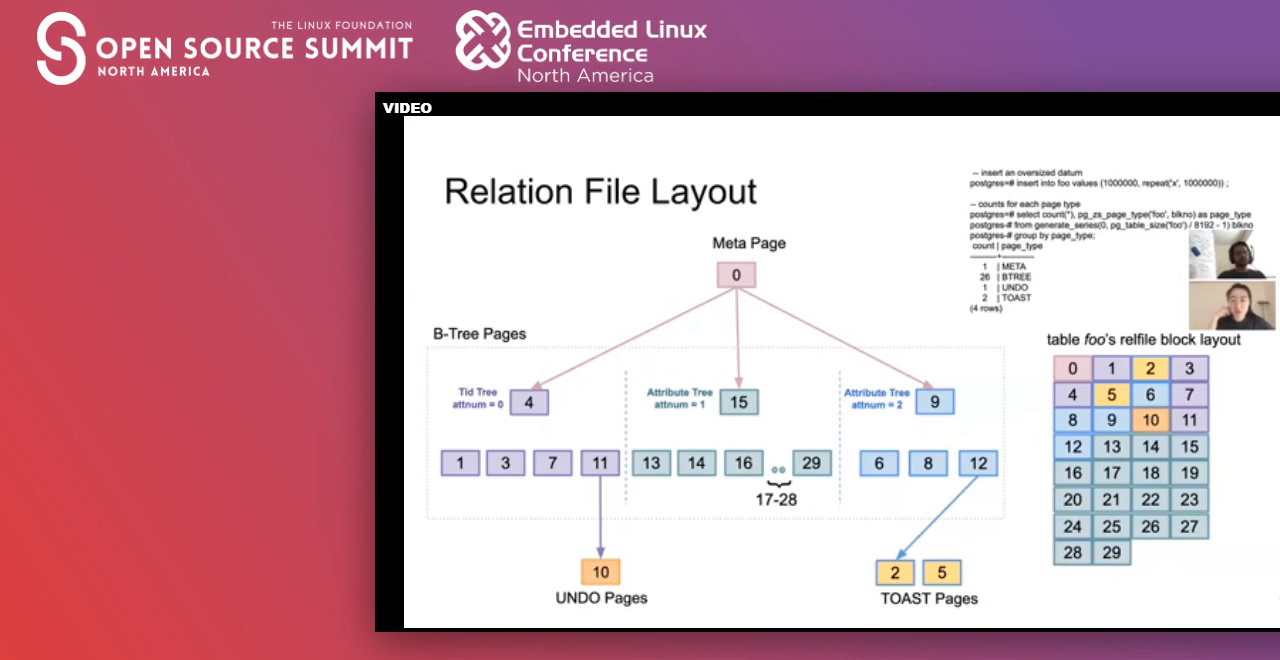 THE LINUX FOUNDATION
OPEN SOURCE SUMMIT
NORTH AMERICA
Embedded Linux
Conference
North America
VIDEO
Relation File Layout
-- insert an oversized datum
postgres=# insert into foo values (1000000, repeat('x', 1000000)) ;
-- counts for each page type
postgres=# select count(*), pg_zs_page_type('foo', blkno) as page_type
postgres-# from generate_series(0, pg_table_size('foo') / 8192 - 1) blkno
postgres-# group by page_type;
count | page_type
--------+-----------
1 | META
26 | BTREE
1 | UNDO
2 | TOAST
(4 rows)
Meta Page
0
B-Tree Pages
Tid Tree
attnum = 0
4
Attribute Tree
attnum = 1
15
Attribute Tree
attnum = 2
9
1 3 7 11 13 14 16 29 6 8 12
17-28
10
UNDO Pages
2 5
TOAST Pages
table foo's relfile block layout
0 1 2 3
4 5 6 7
8 9 10 11
12 13 14 15
16 17 18 19
20 21 22 23
24 25 26 27
28 29